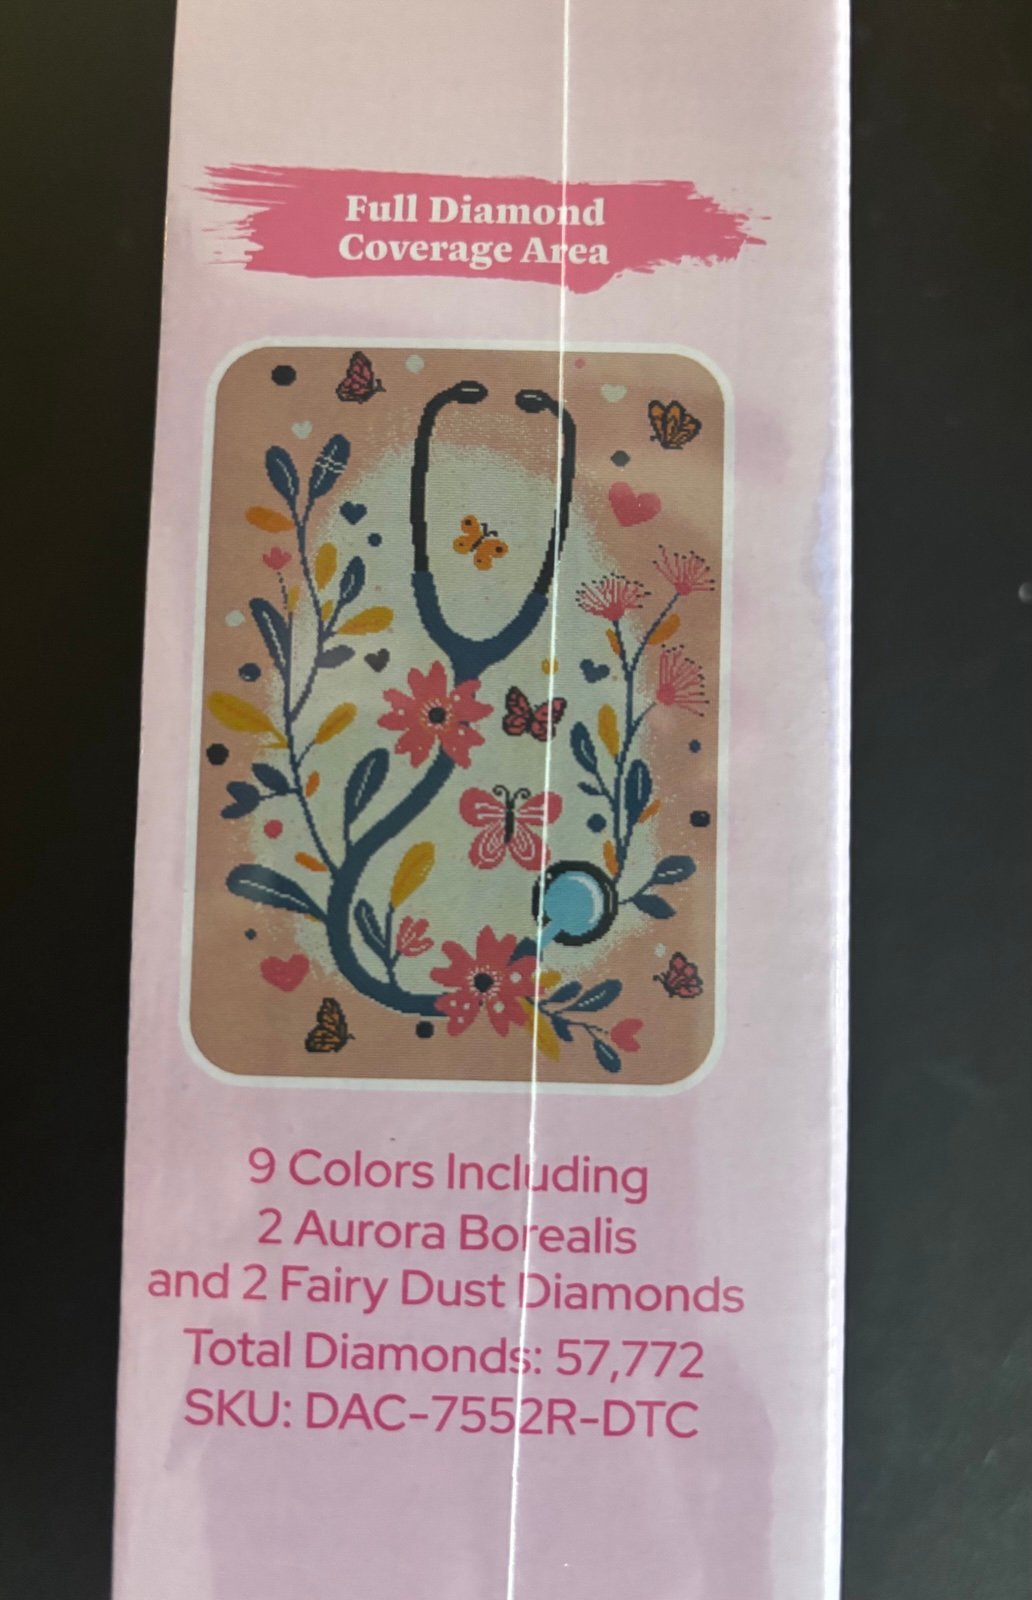 Full Diamond
Coverage Area
9 Colors Including
2 Aurora Borealis
and 2 Fairy Dust Diamonds
Total Diamonds: 57,772
SKU: DAC-7552R-DTC